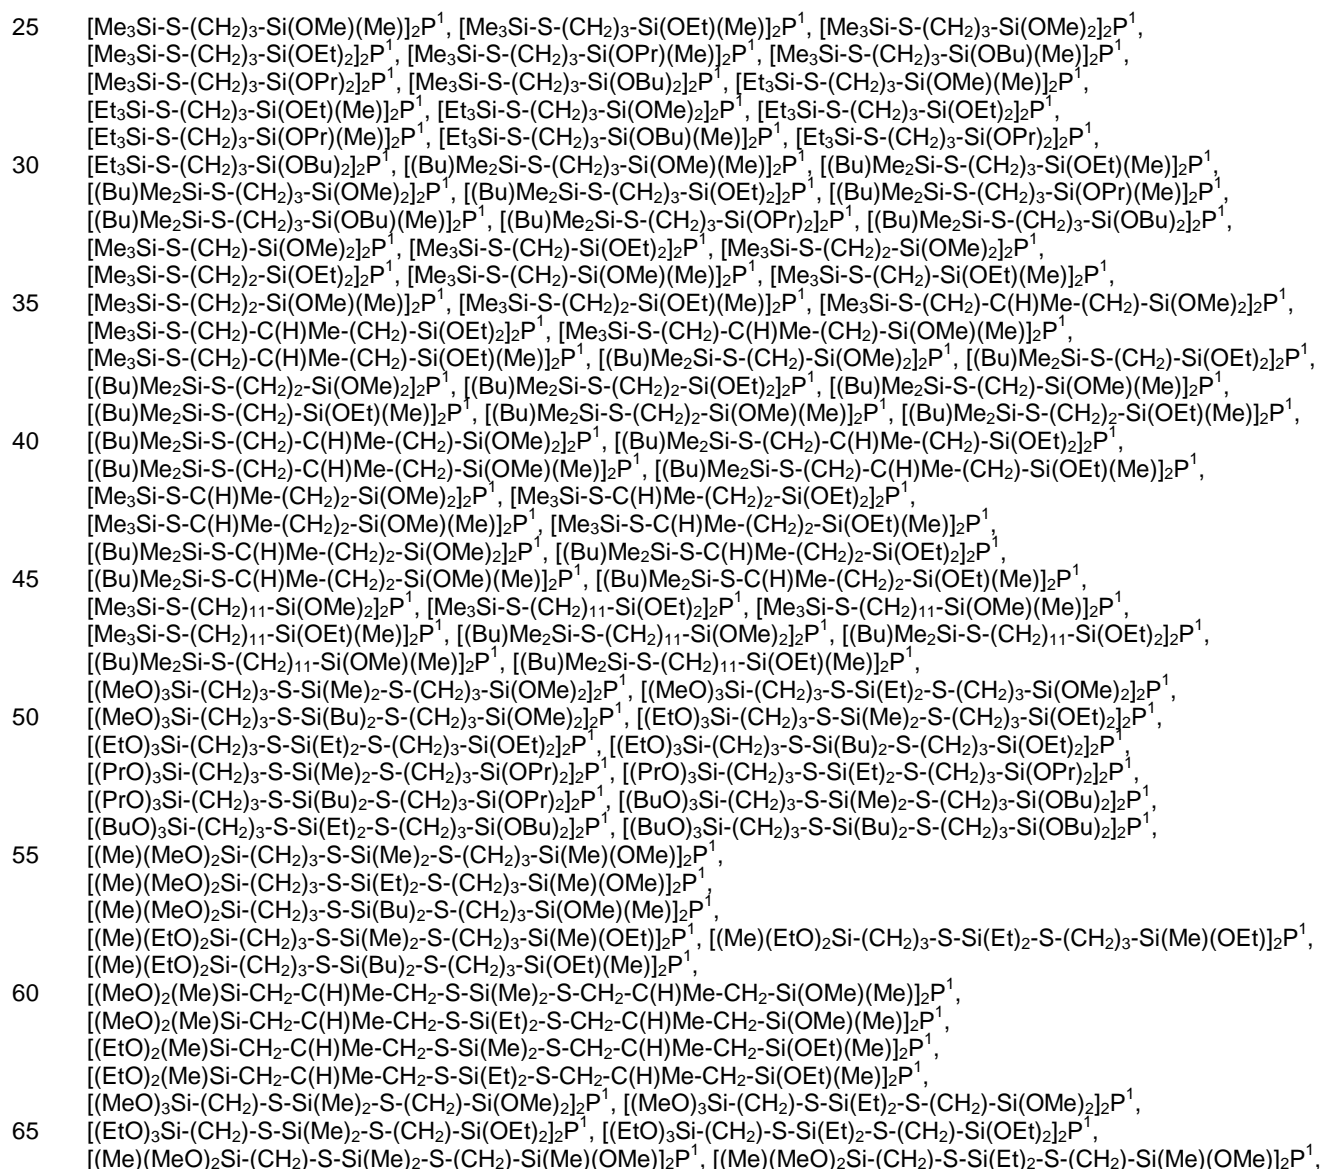 25 [Me₃Si-S-(CH₂)₃-Si(OMe)(Me)]₂P¹, [Me₃Si-S-(CH₂)₃-Si(OEt)(Me)]₂P¹, [Me₃Si-S-(CH₂)₃-Si(OMe)₂]₂P¹,
[Me₃Si-S-(CH₂)₃-Si(OEt)₂]₂P¹, [Me₃Si-S-(CH₂)₃-Si(OPr)(Me)]₂P¹, [Me₃Si-S-(CH₂)₃-Si(OBu)(Me)]₂P¹,
[Me₃Si-S-(CH₂)₃-Si(OPr)₂]₂P¹, [Me₃Si-S-(CH₂)₃-Si(OBu)₂]₂P¹, [Et₃Si-S-(CH₂)₃-Si(OMe)(Me)]₂P¹,
[Et₃Si-S-(CH₂)₃-Si(OEt)(Me)]₂P¹, [Et₃Si-S-(CH₂)₃-Si(OMe)₂]₂P¹, [Et₃Si-S-(CH₂)₃-Si(OEt)₂]₂P¹,
[Et₃Si-S-(CH₂)₃-Si(OPr)(Me)]₂P¹, [Et₃Si-S-(CH₂)₃-Si(OBu)(Me)]₂P¹, [Et₃Si-S-(CH₂)₃-Si(OPr)₂]₂P¹,
30 [Et₃Si-S-(CH₂)₃-Si(OBu)₂]₂P¹, [(Bu)Me₂Si-S-(CH₂)₃-Si(OMe)(Me)]₂P¹, [(Bu)Me₂Si-S-(CH₂)₃-Si(OEt)(Me)]₂P¹,
[(Bu)Me₂Si-S-(CH₂)₃-Si(OMe)₂]₂P¹, [(Bu)Me₂Si-S-(CH₂)₃-Si(OEt)₂]₂P¹, [(Bu)Me₂Si-S-(CH₂)₃-Si(OPr)(Me)]₂P¹,
[(Bu)Me₂Si-S-(CH₂)₃-Si(OBu)(Me)]₂P¹, [(Bu)Me₂Si-S-(CH₂)₃-Si(OPr)₂]₂P¹, [(Bu)Me₂Si-S-(CH₂)₃-Si(OBu)₂]₂P¹,
[Me₃Si-S-(CH₂)-Si(OMe)₂]₂P¹, [Me₃Si-S-(CH₂)-Si(OEt)₂]₂P¹, [Me₃Si-S-(CH₂)₂-Si(OMe)₂]₂P¹,
[Me₃Si-S-(CH₂)₂-Si(OEt)₂]₂P¹, [Me₃Si-S-(CH₂)-Si(OMe)(Me)]₂P¹, [Me₃Si-S-(CH₂)-Si(OEt)(Me)]₂P¹,
35 [Me₃Si-S-(CH₂)₂-Si(OMe)(Me)]₂P¹, [Me₃Si-S-(CH₂)₂-Si(OEt)(Me)]₂P¹, [Me₃Si-S-(CH₂)-C(H)Me-(CH₂)-Si(OMe)₂]₂P¹,
[Me₃Si-S-(CH₂)-C(H)Me-(CH₂)-Si(OEt)₂]₂P¹, [Me₃Si-S-(CH₂)-C(H)Me-(CH₂)-Si(OMe)(Me)]₂P¹,
[Me₃Si-S-(CH₂)-C(H)Me-(CH₂)-Si(OEt)(Me)]₂P¹, [(Bu)Me₂Si-S-(CH₂)-Si(OMe)₂]₂P¹, [(Bu)Me₂Si-S-(CH₂)-Si(OEt)₂]₂P¹,
[(Bu)Me₂Si-S-(CH₂)₂-Si(OMe)₂]₂P¹, [(Bu)Me₂Si-S-(CH₂)₂-Si(OEt)₂]₂P¹, [(Bu)Me₂Si-S-(CH₂)-Si(OMe)(Me)]₂P¹,
[(Bu)Me₂Si-S-(CH₂)-Si(OEt)(Me)]₂P¹, [(Bu)Me₂Si-S-(CH₂)₂-Si(OMe)(Me)]₂P¹, [(Bu)Me₂Si-S-(CH₂)₂-Si(OEt)(Me)]₂P¹,
40 [(Bu)Me₂Si-S-(CH₂)-C(H)Me-(CH₂)-Si(OMe)₂]₂P¹, [(Bu)Me₂Si-S-(CH₂)-C(H)Me-(CH₂)-Si(OEt)₂]₂P¹,
[(Bu)Me₂Si-S-(CH₂)-C(H)Me-(CH₂)-Si(OMe)(Me)]₂P¹, [(Bu)Me₂Si-S-(CH₂)-C(H)Me-(CH₂)-Si(OEt)(Me)]₂P¹,
[Me₃Si-S-C(H)Me-(CH₂)₂-Si(OMe)₂]₂P¹, [Me₃Si-S-C(H)Me-(CH₂)₂-Si(OEt)₂]₂P¹,
[Me₃Si-S-C(H)Me-(CH₂)₂-Si(OMe)(Me)]₂P¹, [Me₃Si-S-C(H)Me-(CH₂)₂-Si(OEt)(Me)]₂P¹,
[(Bu)Me₂Si-S-C(H)Me-(CH₂)₂-Si(OMe)₂]₂P¹, [(Bu)Me₂Si-S-C(H)Me-(CH₂)₂-Si(OEt)₂]₂P¹,
45 [(Bu)Me₂Si-S-C(H)Me-(CH₂)₂-Si(OMe)(Me)]₂P¹, [(Bu)Me₂Si-S-C(H)Me-(CH₂)₂-Si(OEt)(Me)]₂P¹,
[Me₃Si-S-(CH₂)₁₁-Si(OMe)₂]₂P¹, [Me₃Si-S-(CH₂)₁₁-Si(OEt)₂]₂P¹, [Me₃Si-S-(CH₂)₁₁-Si(OMe)(Me)]₂P¹,
[Me₃Si-S-(CH₂)₁₁-Si(OEt)(Me)]₂P¹, [(Bu)Me₂Si-S-(CH₂)₁₁-Si(OMe)₂]₂P¹, [(Bu)Me₂Si-S-(CH₂)₁₁-Si(OEt)₂]₂P¹,
[(Bu)Me₂Si-S-(CH₂)₁₁-Si(OMe)(Me)]₂P¹, [(Bu)Me₂Si-S-(CH₂)₁₁-Si(OEt)(Me)]₂P¹,
[(MeO)₃Si-(CH₂)₃-S-Si(Me)₂-S-(CH₂)₃-Si(OMe)₂]₂P¹, [(MeO)₃Si-(CH₂)₃-S-Si(Et)₂-S-(CH₂)₃-Si(OMe)₂]₂P¹,
50 [(MeO)₃Si-(CH₂)₃-S-Si(Bu)₂-S-(CH₂)₃-Si(OMe)₂]₂P¹, [(EtO)₃Si-(CH₂)₃-S-Si(Me)₂-S-(CH₂)₃-Si(OEt)₂]₂P¹,
[(EtO)₃Si-(CH₂)₃-S-Si(Et)₂-S-(CH₂)₃-Si(OEt)₂]₂P¹, [(EtO)₃Si-(CH₂)₃-S-Si(Bu)₂-S-(CH₂)₃-Si(OEt)₂]₂P¹,
[(PrO)₃Si-(CH₂)₃-S-Si(Me)₂-S-(CH₂)₃-Si(OPr)₂]₂P¹, [(PrO)₃Si-(CH₂)₃-S-Si(Et)₂-S-(CH₂)₃-Si(OPr)₂]₂P¹,
[(PrO)₃Si-(CH₂)₃-S-Si(Bu)₂-S-(CH₂)₃-Si(OPr)₂]₂P¹, [(BuO)₃Si-(CH₂)₃-S-Si(Me)₂-S-(CH₂)₃-Si(OBu)₂]₂P¹,
[(BuO)₃Si-(CH₂)₃-S-Si(Et)₂-S-(CH₂)₃-Si(OBu)₂]₂P¹, [(BuO)₃Si-(CH₂)₃-S-Si(Bu)₂-S-(CH₂)₃-Si(OBu)₂]₂P¹,
55 [(Me)(MeO)₂Si-(CH₂)₃-S-Si(Me)₂-S-(CH₂)₃-Si(Me)(OMe)]₂P¹,
[(Me)(MeO)₂Si-(CH₂)₃-S-Si(Et)₂-S-(CH₂)₃-Si(Me)(OMe)]₂P¹,
[(Me)(MeO)₂Si-(CH₂)₃-S-Si(Bu)₂-S-(CH₂)₃-Si(OMe)(Me)]₂P¹,
[(Me)(EtO)₂Si-(CH₂)₃-S-Si(Me)₂-S-(CH₂)₃-Si(Me)(OEt)]₂P¹, [(Me)(EtO)₂Si-(CH₂)₃-S-Si(Et)₂-S-(CH₂)₃-Si(Me)(OEt)]₂P¹,
[(Me)(EtO)₂Si-(CH₂)₃-S-Si(Bu)₂-S-(CH₂)₃-Si(OEt)(Me)]₂P¹,
60 [(MeO)₂(Me)Si-CH₂-C(H)Me-CH₂-S-Si(Me)₂-S-CH₂-C(H)Me-CH₂-Si(OMe)(Me)]₂P¹,
[(MeO)₂(Me)Si-CH₂-C(H)Me-CH₂-S-Si(Et)₂-S-CH₂-C(H)Me-CH₂-Si(OMe)(Me)]₂P¹,
[(EtO)₂(Me)Si-CH₂-C(H)Me-CH₂-S-Si(Me)₂-S-CH₂-C(H)Me-CH₂-Si(OEt)(Me)]₂P¹,
[(EtO)₂(Me)Si-CH₂-C(H)Me-CH₂-S-Si(Et)₂-S-CH₂-C(H)Me-CH₂-Si(OEt)(Me)]₂P¹,
[(MeO)₃Si-(CH₂)-S-Si(Me)₂-S-(CH₂)-Si(OMe)₂]₂P¹, [(MeO)₃Si-(CH₂)-S-Si(Et)₂-S-(CH₂)-Si(OMe)₂]₂P¹,
65 [(EtO)₃Si-(CH₂)-S-Si(Me)₂-S-(CH₂)-Si(OEt)₂]₂P¹, [(EtO)₃Si-(CH₂)-S-Si(Et)₂-S-(CH₂)-Si(OEt)₂]₂P¹,
[(Me)(MeO)₂Si-(CH₂)-S-Si(Me)₂-S-(CH₂)-Si(Me)(OMe)]₂P¹, [(Me)(MeO)₂Si-(CH₂)-S-Si(Et)₂-S-(CH₂)-Si(Me)(OMe)]₂P¹,